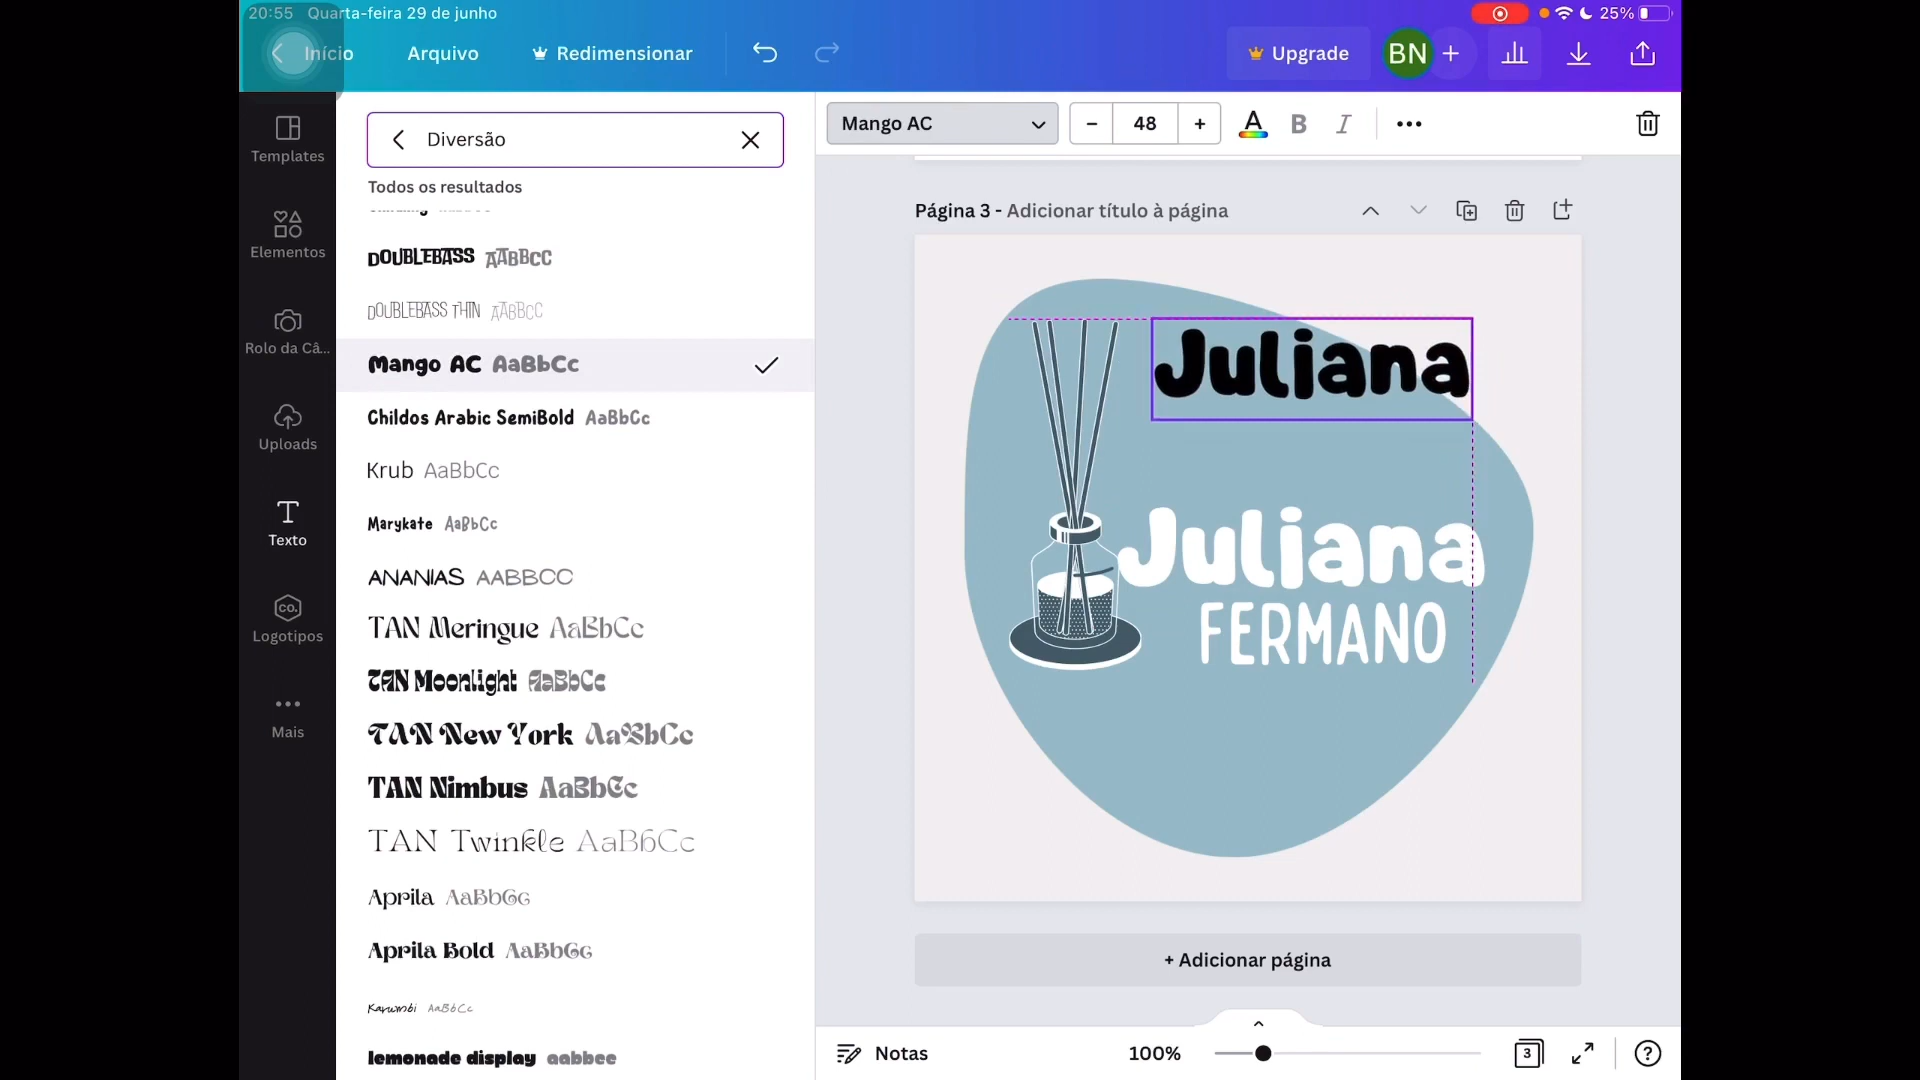 20:55 Quarta-feira 29 de junho
25%
Início
Arquivo
Redimensionar
Upgrade
BN
Templates
Elementos
Rolo da Câ...
Uploads
Texto
CO.
Logotipos
Mais
Diversão
Todos os resultados
DOUBLEBASS AABBCC
DOUBLEBASS THIN AABBCC
Mango AC AaBbCc
Childos Arabic SemiBold AaBbCc
Krub AaBbCc
Marykate AaBbCc
ANANIAS AABBCC
TAN Meringue AaBbCc
TAN Moonlight AaBbCc
TAN New York AaBbCc
TAN Nimbus AaBbCc
TAN Twinkle AaBbCc
Aprila AaBbCc
Aprila Bold AaBbCc
Karumbi AaBbCc
lemonade display aabbcc
Mango AC
48
A
B
I
Página 3 - Adicionar título à página
Juliana
Juliana
FERMANO
+ Adicionar página
Notas
100%
3
?